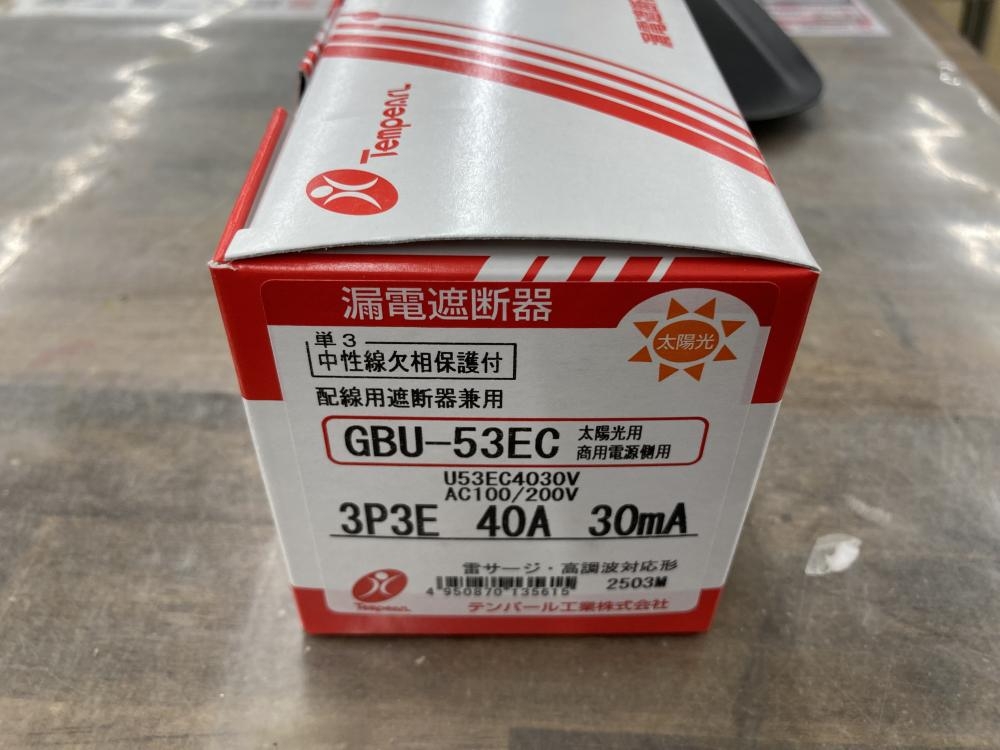 Tempearl
漏電遮断器
太陽光
単3
中性線欠相保護付
配線用遮断器兼用
GBU-53EC 太陽光用
商用電源側用
U53EC4030V
AC100/200V
3P3E 40A 30mA
雷サージ・高調波対応形
4 950870 135615 2503M
Tempearl テンパール工業株式会社